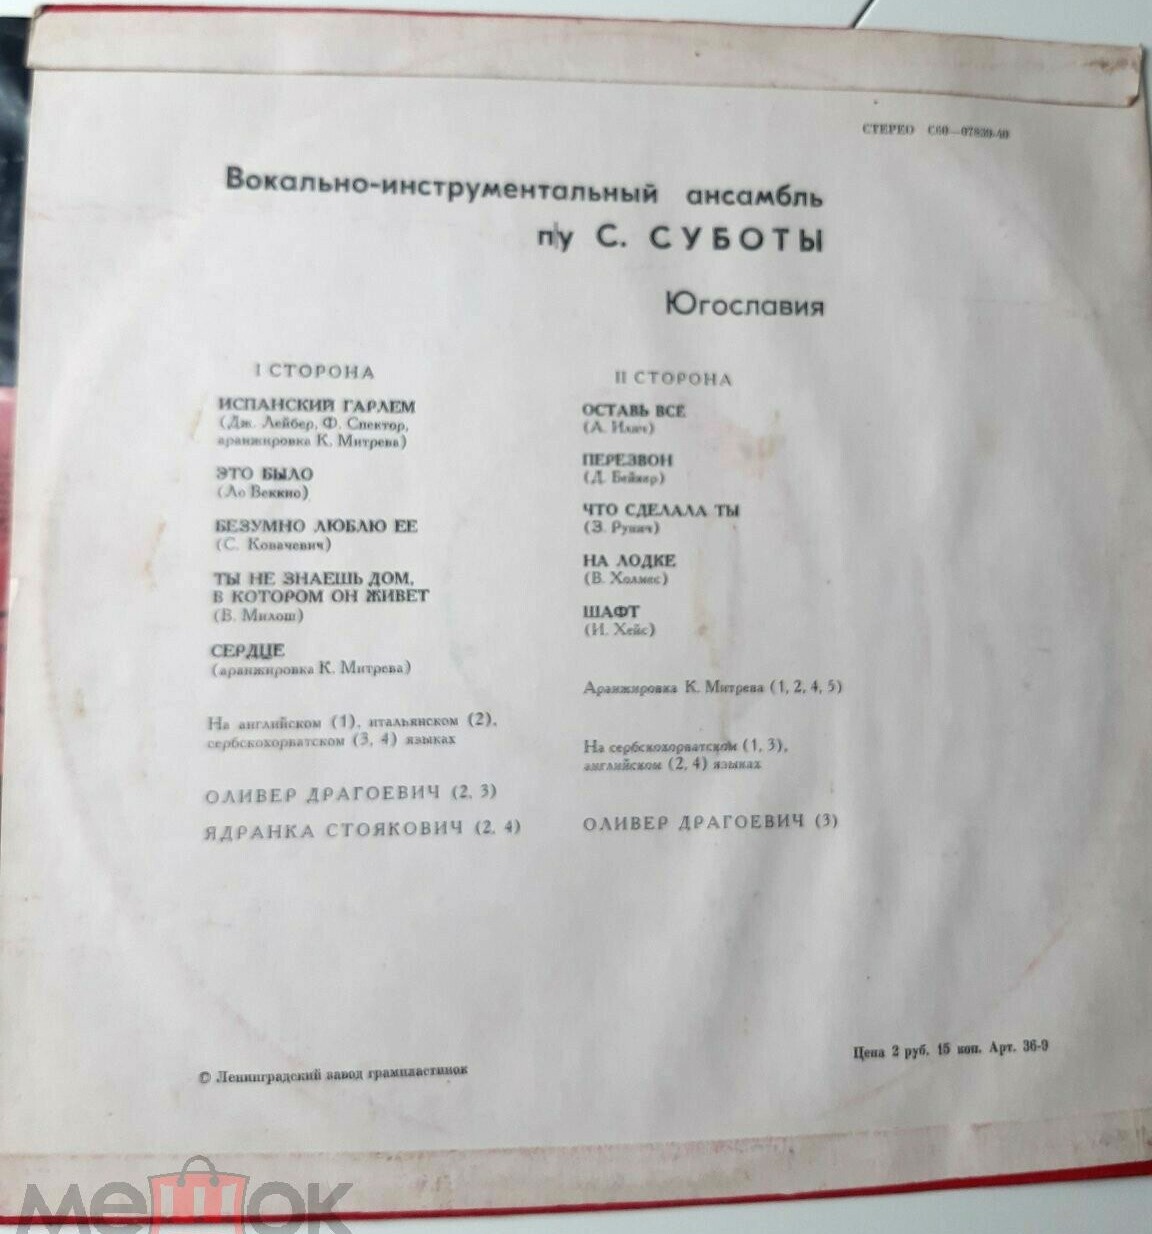 СТЕРЕО С60—07839-40
Вокально-инструментальный ансамбль
п/у С. СУБОТЫ
Югославия
I СТОРОНА
ИСПАНСКИЙ ГАРЛЕМ
(Дж. Лейбер, Ф. Спектор,
аранжировка К. Митрева)
ЭТО БЫЛО
(Ло Веккио)
БЕЗУМНО ЛЮБЛЮ ЕЕ
(С. Ковачевич)
ТЫ НЕ ЗНАЕШЬ ДОМ,
В КОТОРОМ ОН ЖИВЕТ
(В. Милош)
СЕРДЦЕ
(аранжировка К. Митрева)
На английском (1), итальянском (2),
сербскохорватском (3, 4) языках
ОЛИВЕР ДРАГОЕВИЧ (2, 3)
ЯДРАНКА СТОЯКОВИЧ (2, 4)
II СТОРОНА
ОСТАВЬ ВСЕ
(А. Илич)
ПЕРЕЗВОН
(Д. Бейкер)
ЧТО СДЕЛАЛА ТЫ
(З. Рунич)
НА ЛОДКЕ
(В. Холмес)
ШАФТ
(И. Хейс)
Аранжировка К. Митрева (1, 2, 4, 5)
На сербскохорватском (1, 3),
английском (2, 4) языках
ОЛИВЕР ДРАГОЕВИЧ (3)
Цена 2 руб. 15 коп. Арт. 36-9
© Ленинградский завод грампластинок
мешок